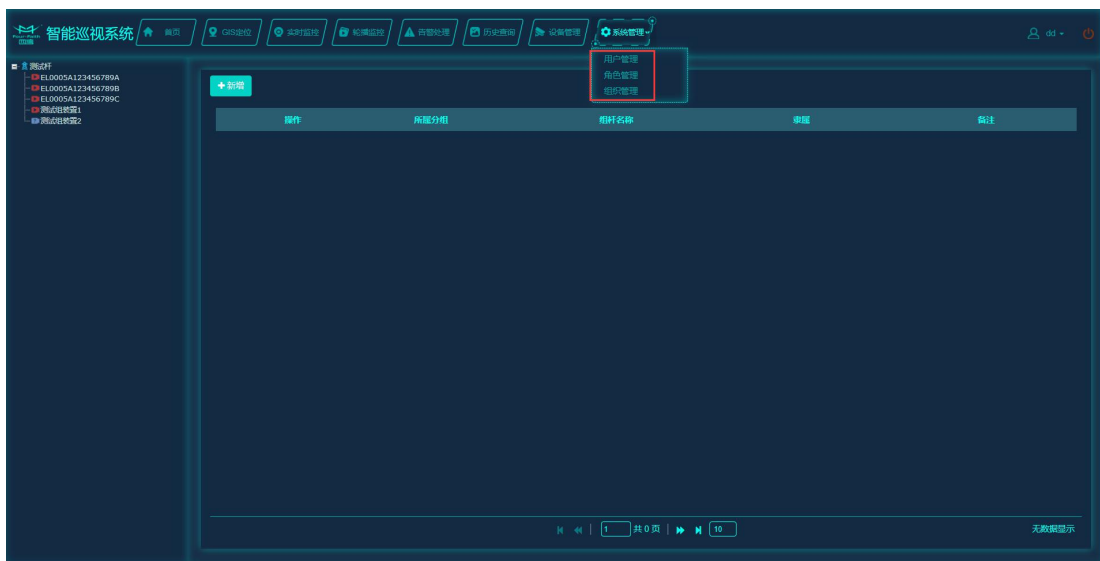 智能巡视系统
首页
GIS定位
实时监控
轮播监控
告警处理
历史查询
设备管理
系统管理
dd
用户管理
角色管理
组织管理
测试杆
EL0005A123456789A
EL0005A123456789B
EL0005A123456789C
测试组装置1
测试组装置2
新增
操作 所属分组 组杆名称 隶属 备注
1 共 0 页 10
无数据显示